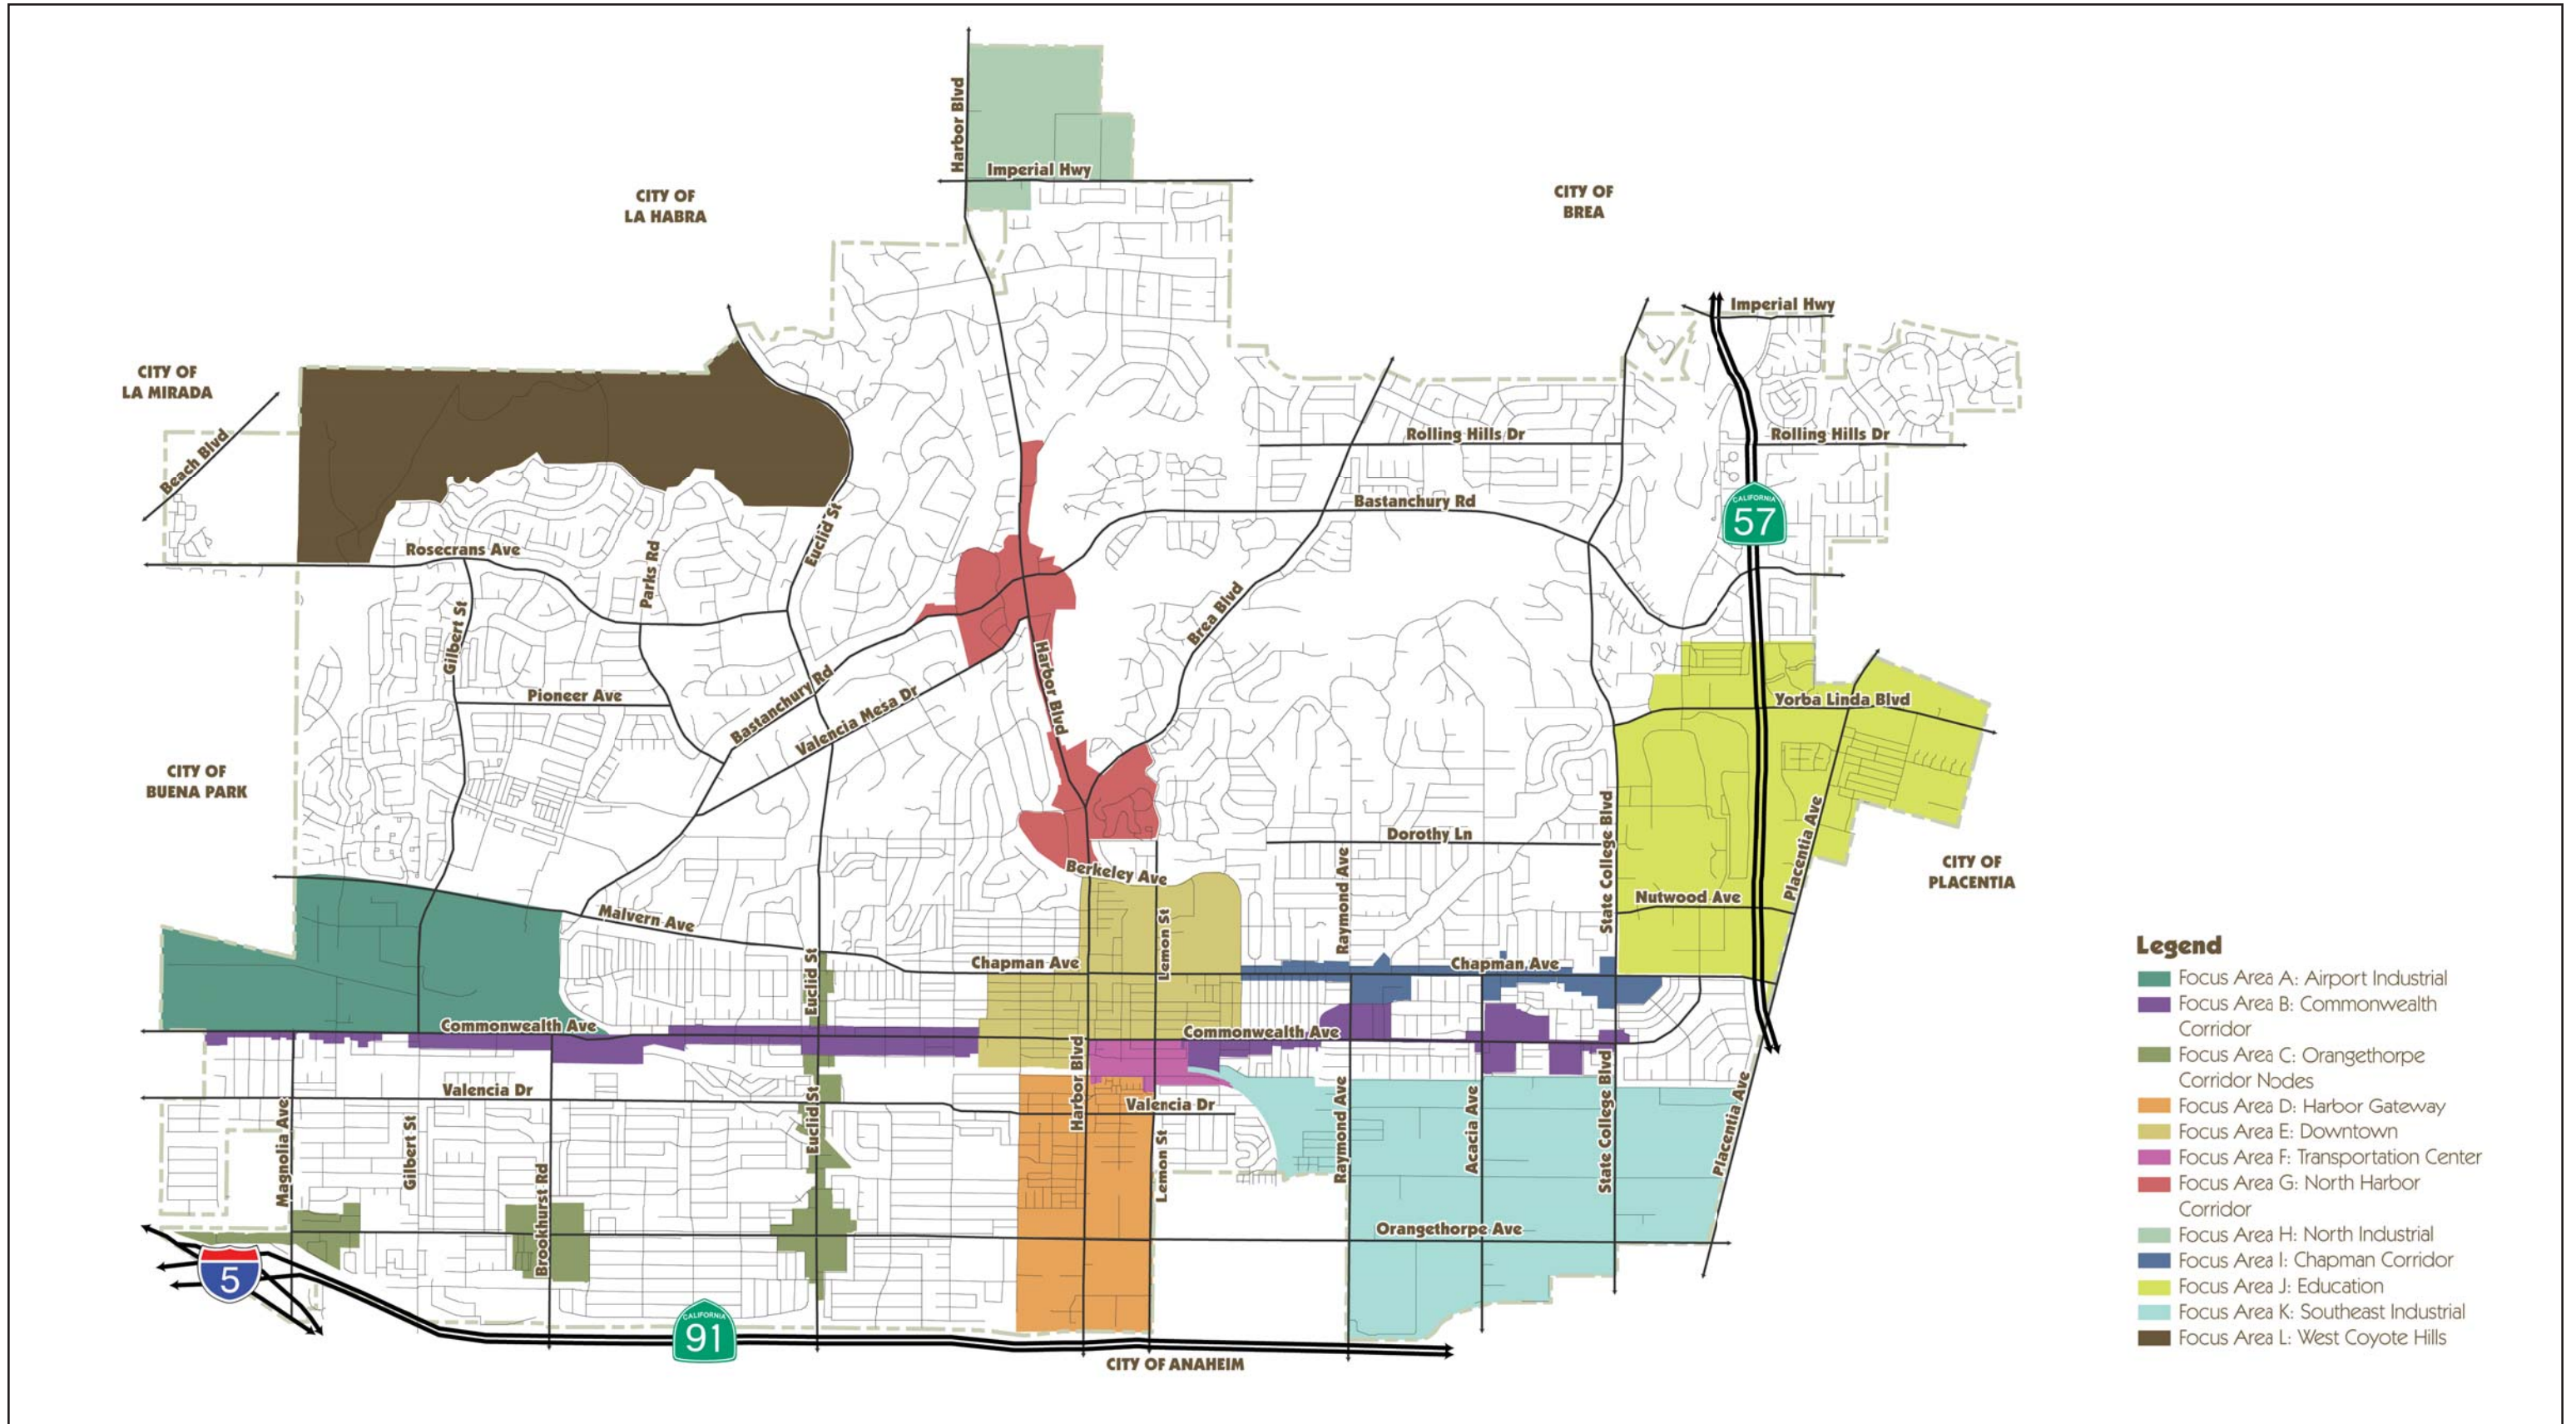 Harbor Blvd
Imperial Hwy
CITY OF
LA HABRA
CITY OF
BREA
Imperial Hwy
CITY OF
LA MIRADA
Beach Blvd
Rolling Hills Dr
Rolling Hills Dr
Bastanchury Rd
CALIFORNIA
57
Euclid St
Rosecrans Ave
Parks Rd
Gilbert St
Brea Blvd
Harbor Blvd
Pioneer Ave
Bastanchury Rd
Valencia Mesa Dr
Yorba Linda Blvd
CITY OF
BUENA PARK
State College Blvd
Placentia Ave
Dorothy Ln
Raymond Ave
Berkeley Ave
CITY OF
PLACENTIA
Nutwood Ave
Malvern Ave
Lemon St
Euclid St
Chapman Ave
Chapman Ave
Commonwealth Ave
Commonwealth Ave
Harbor Blvd
Valencia Dr
Valencia Dr
Euclid St
Magnolia Ave
Gilbert St
Brookhurst Rd
Lemon St
Raymond Ave
Acacia Ave
State College Blvd
Placentia Ave
Orangethorpe Ave
5
CALIFORNIA
91
CITY OF ANAHEIM
Legend
Focus Area A: Airport Industrial
Focus Area B: Commonwealth
Corridor
Focus Area C: Orangethorpe
Corridor Nodes
Focus Area D: Harbor Gateway
Focus Area E: Downtown
Focus Area F: Transportation Center
Focus Area G: North Harbor
Corridor
Focus Area H: North Industrial
Focus Area I: Chapman Corridor
Focus Area J: Education
Focus Area K: Southeast Industrial
Focus Area L: West Coyote Hills